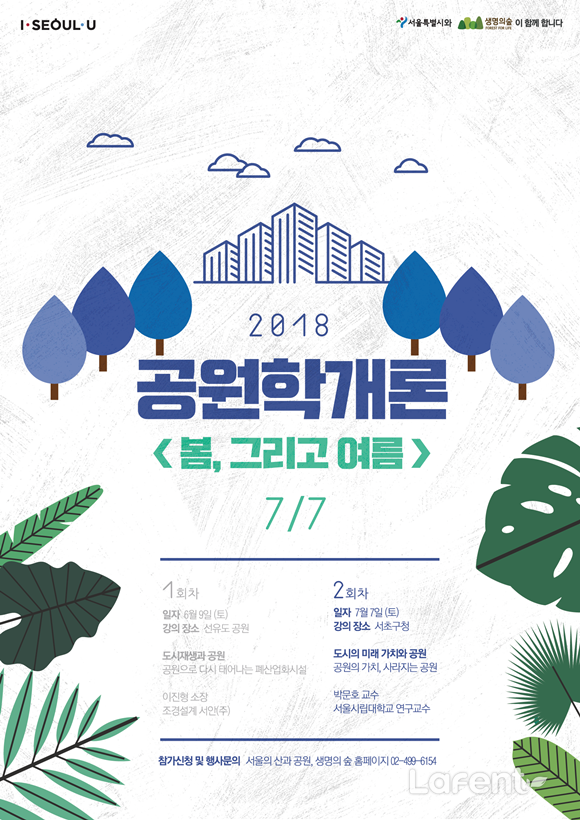 I·SEOUL·U
서울특별시와 생명의숲 FOREST FOR LIFE 이 함께 합니다
2018
공원학개론
<봄, 그리고 여름>
7/7
1회차
일자 6월 9일 (토)
강의 장소 선유도 공원
도시재생과 공원
공원으로 다시 태어나는 폐산업화시설
이진형 소장
조경설계 서안(주)
2회차
일자 7월 7일 (토)
강의 장소 서초구청
도시의 미래 가치와 공원
공원의 가치, 사라지는 공원
박문호 교수
서울시립대학교 연구교수
참가신청 및 행사문의 서울의 산과 공원, 생명의 숲 홈페이지 02-499-6154
Lafent